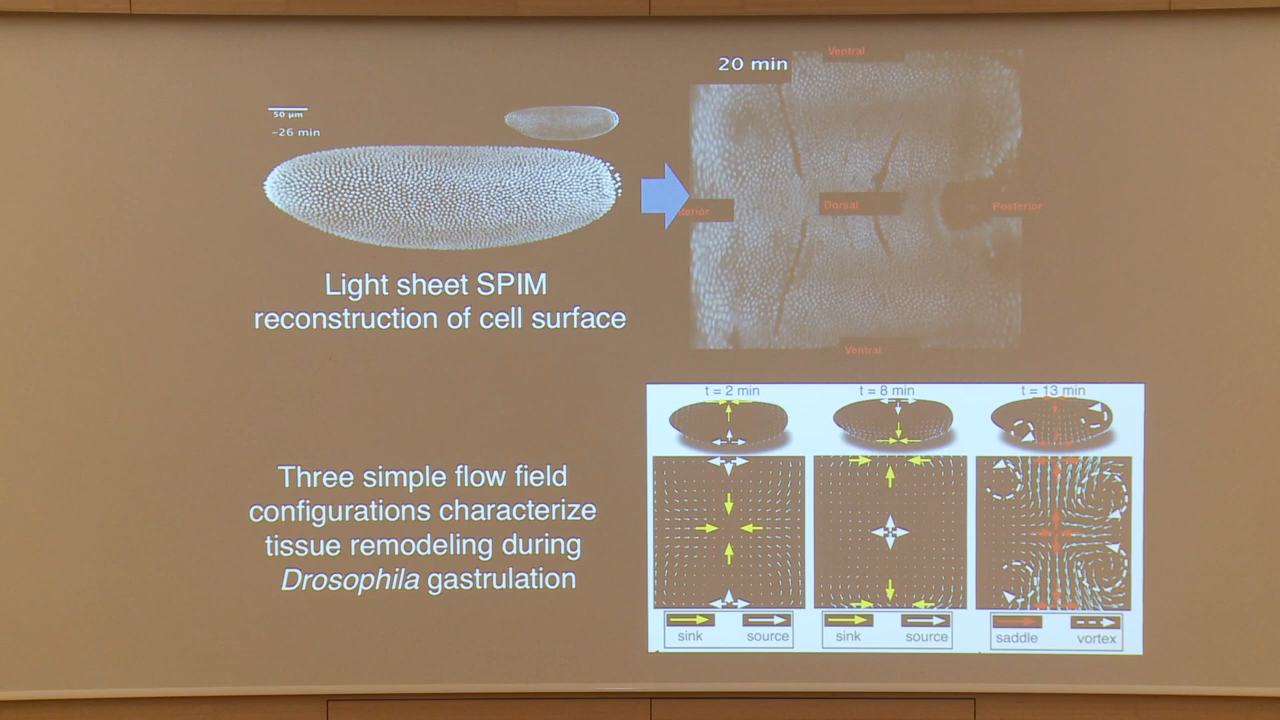 50 µm
-26 min
20 min
Ventral
terior
Dorsal
Posterior
Ventral
Light sheet SPIM
reconstruction of cell surface
Three simple flow field
configurations characterize
tissue remodeling during
Drosophila gastrulation
t = 2 min
t = 8 min
t = 13 min
sink source
sink source
saddle vortex